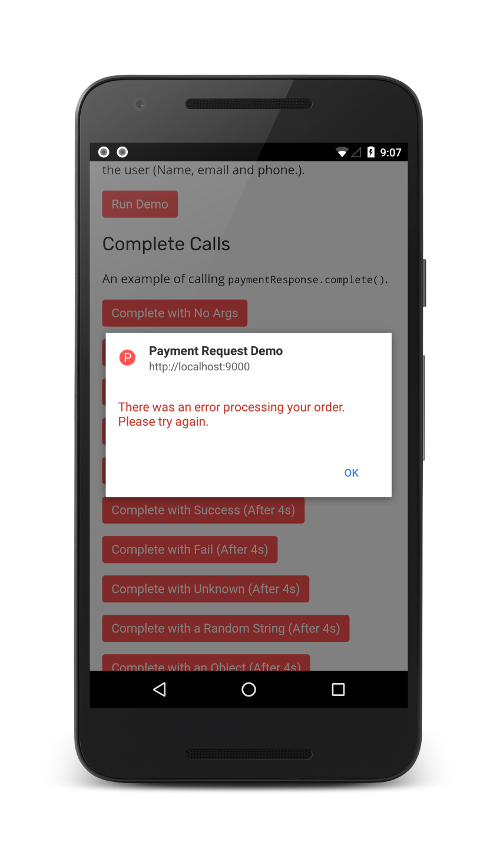 9:07
the user (Name, email and phone.).
Run Demo
Complete Calls
An example of calling paymentResponse.complete().
Complete with No Args
P
Payment Request Demo
http://localhost:9000
There was an error processing your order.
Please try again.
OK
Complete with Success (After 4s)
Complete with Fail (After 4s)
Complete with Unknown (After 4s)
Complete with a Random String (After 4s)
Complete with an Object (After 4s)